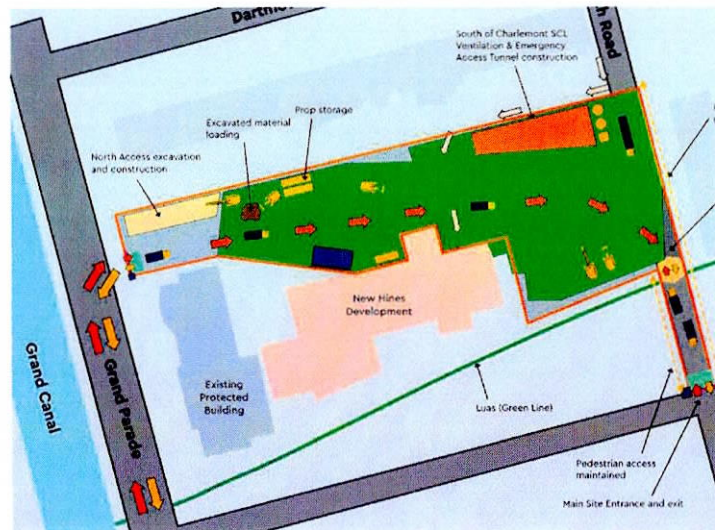 South of Charlemont SCL
Ventilation & Emergency
Access Tunnel construction
Prop storage
Excavated material
loading
North Access excavation
and construction
New Hines
Development
Grand Canal
Grand Parade
Existing
Protected
Building
Luas (Green Line)
Pedestrian access
maintained
Main Site Entrance and exit
Road